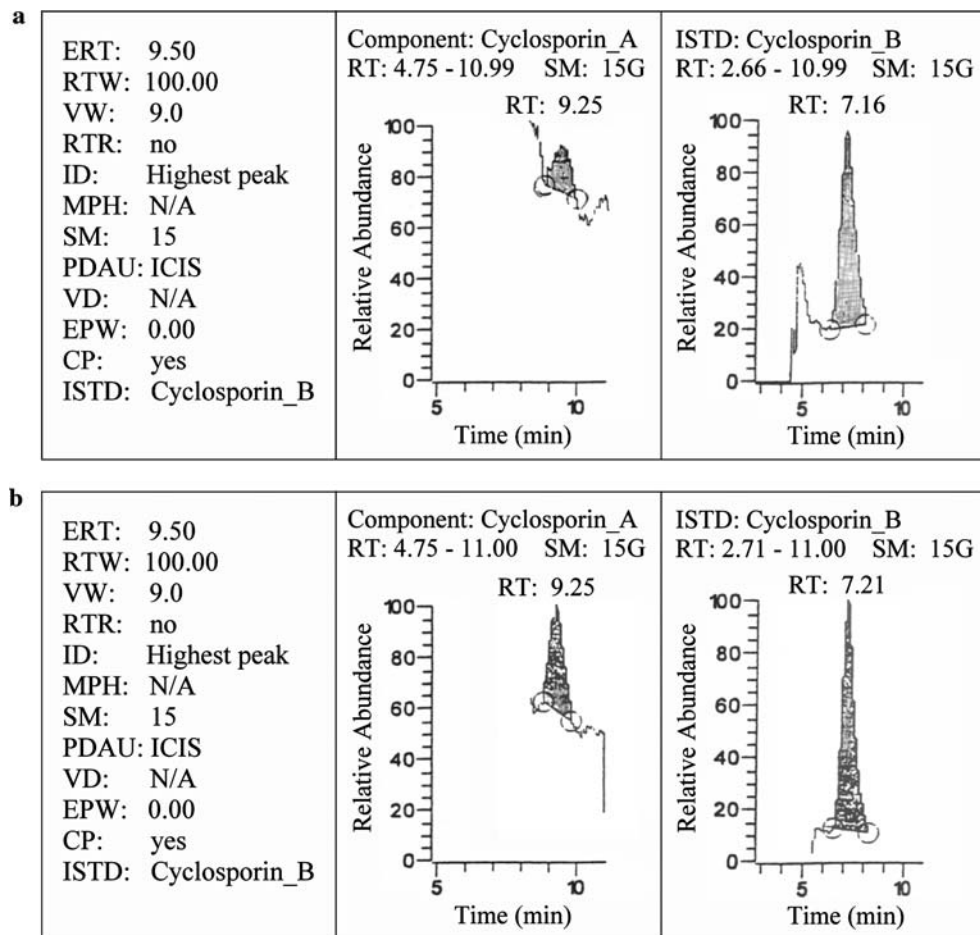 a
ERT: 9.50
RTW: 100.00
VW: 9.0
RTR: no
ID: Highest peak
MPH: N/A
SM: 15
PDAU: ICIS
VD: N/A
EPW: 0.00
CP: yes
ISTD: Cyclosporin_B
Component: Cyclosporin_A
RT: 4.75 - 10.99 SM: 15G
RT: 9.25
100
80
60
40
20
0
Relative Abundance
5 10
Time (min)
ISTD: Cyclosporin_B
RT: 2.66 - 10.99 SM: 15G
RT: 7.16
100
80
60
40
20
0
Relative Abundance
5 10
Time (min)
b
ERT: 9.50
RTW: 100.00
VW: 9.0
RTR: no
ID: Highest peak
MPH: N/A
SM: 15
PDAU: ICIS
VD: N/A
EPW: 0.00
CP: yes
ISTD: Cyclosporin_B
Component: Cyclosporin_A
RT: 4.75 - 11.00 SM: 15G
RT: 9.25
100
80
60
40
20
0
Relative Abundance
5 10
Time (min)
ISTD: Cyclosporin_B
RT: 2.71 - 11.00 SM: 15G
RT: 7.21
100
80
60
40
20
0
Relative Abundance
5 10
Time (min)